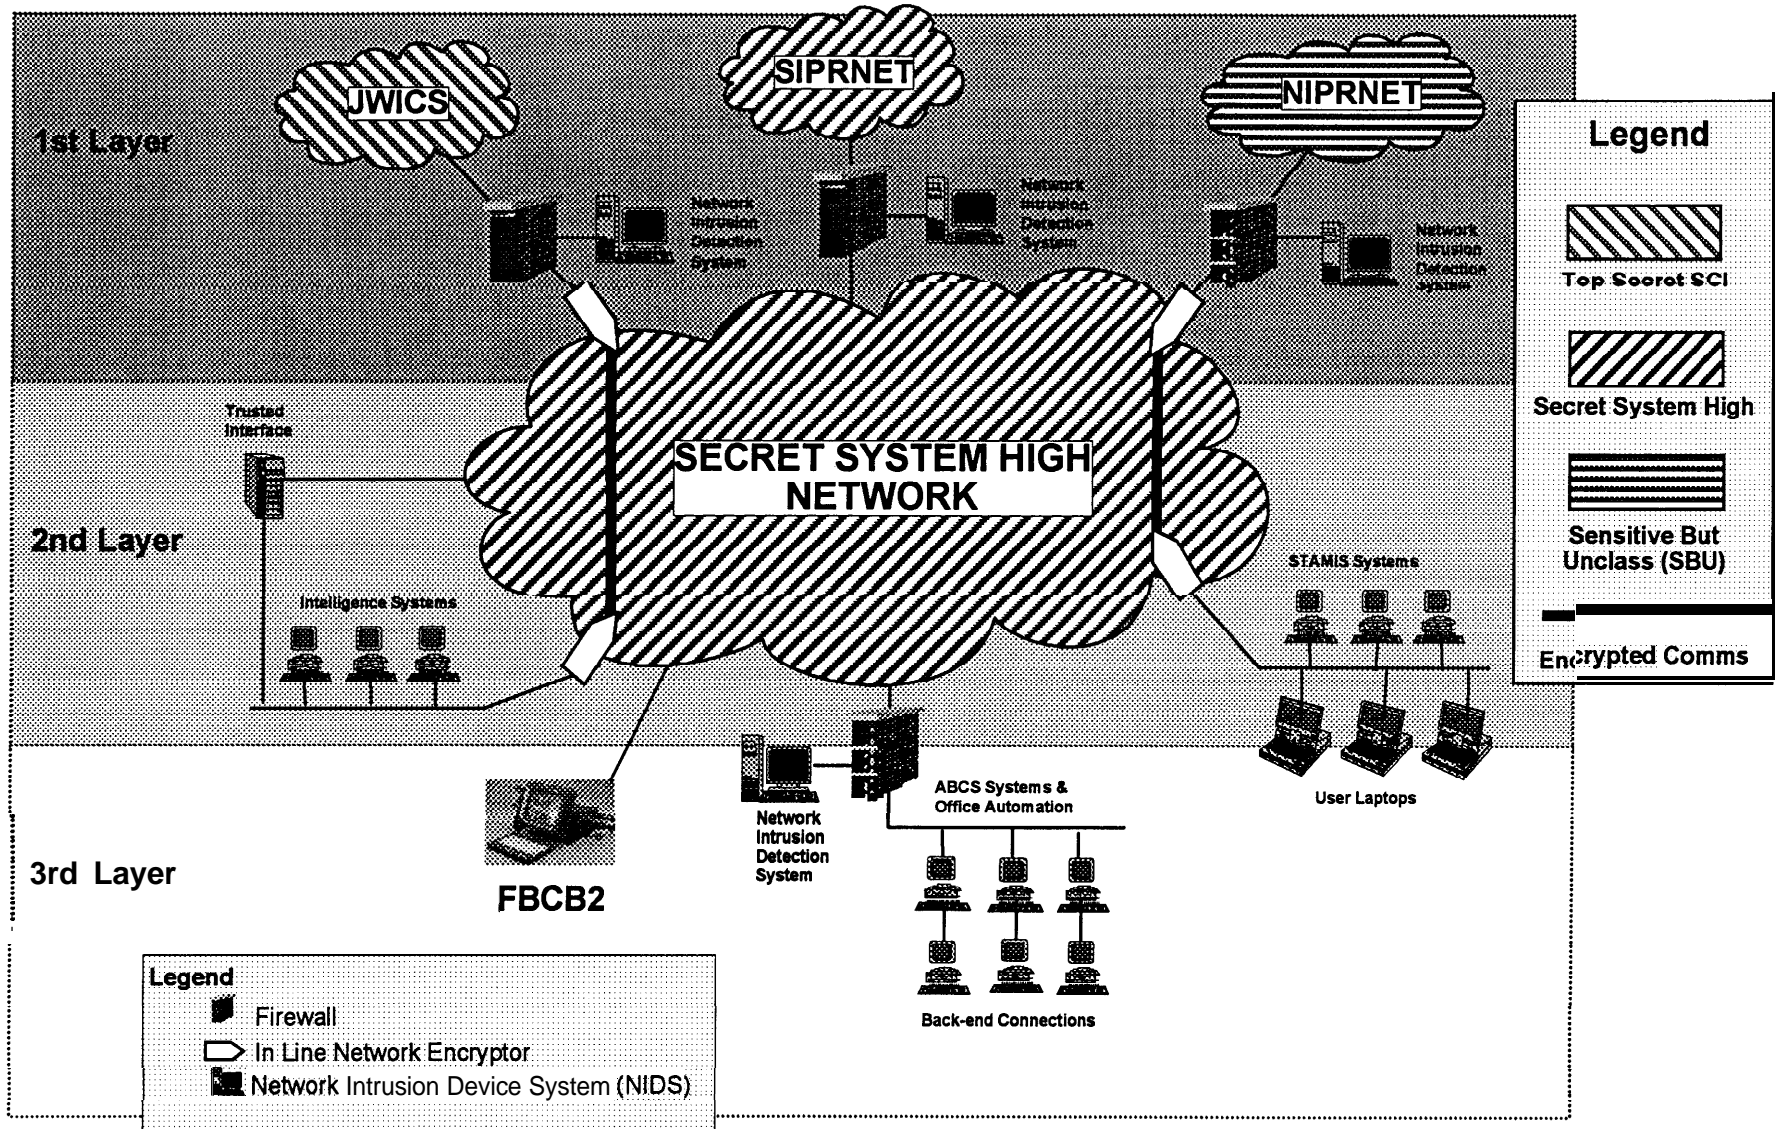 SIPRNET
JWICS
NIPRNET
1st Layer
Network
Intrusion
Detection
System
Network
Intrusion
Detection
System
Network
Intrusion
Detection
System
Legend
Top Secret SCI
Secret System High
Sensitive But
Unclass (SBU)
Encrypted Comms
Trusted
Interface
SECRET SYSTEM HIGH
NETWORK
2nd Layer
Intelligence Systems
STAMIS Systems
User Laptops
ABCS Systems &
Office Automation
Network
Intrusion
Detection
System
3rd Layer
FBCB2
Back-end Connections
Legend
Firewall
In Line Network Encryptor
Network Intrusion Device System (NIDS)